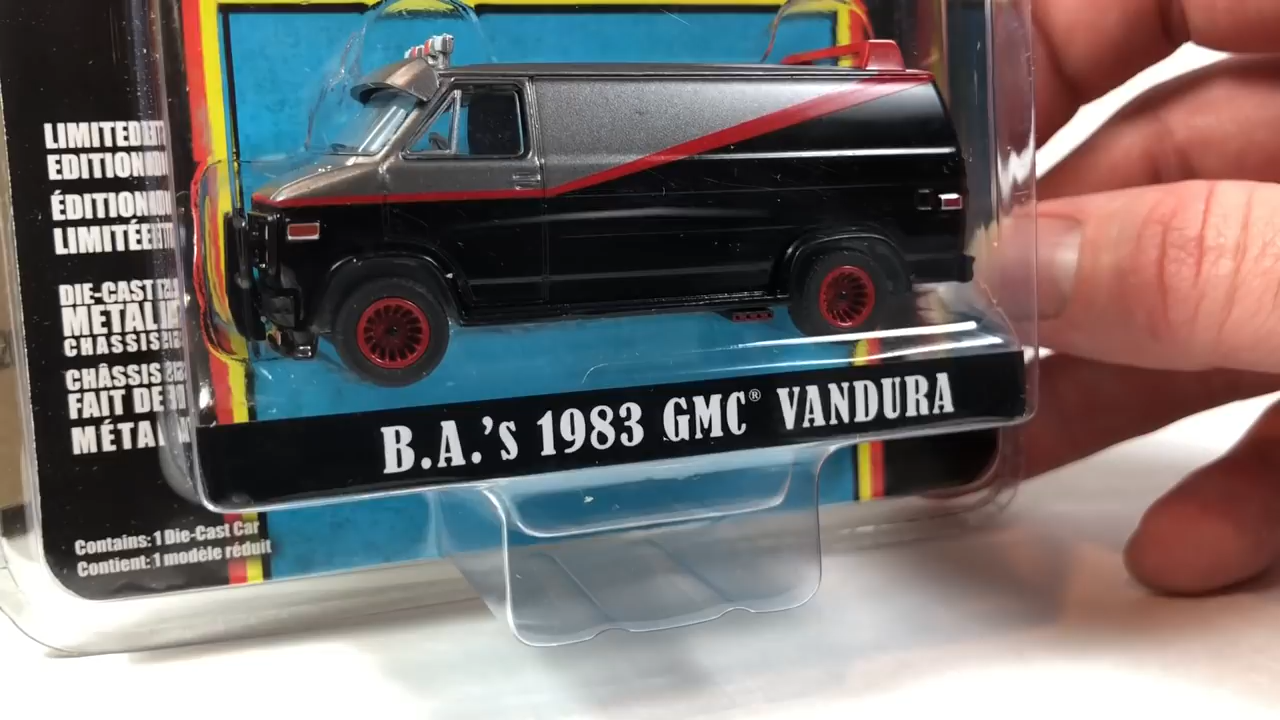 LIMITED
EDITION
ÉDITION
LIMITÉE
DIE-CAST
METAL
CHASSIS
CHÂSSIS
FAIT DE
MÉTAL
B.A.'s 1983 GMC® VANDURA
Contains: 1 Die-Cast Car
Contient: 1 modèle réduit